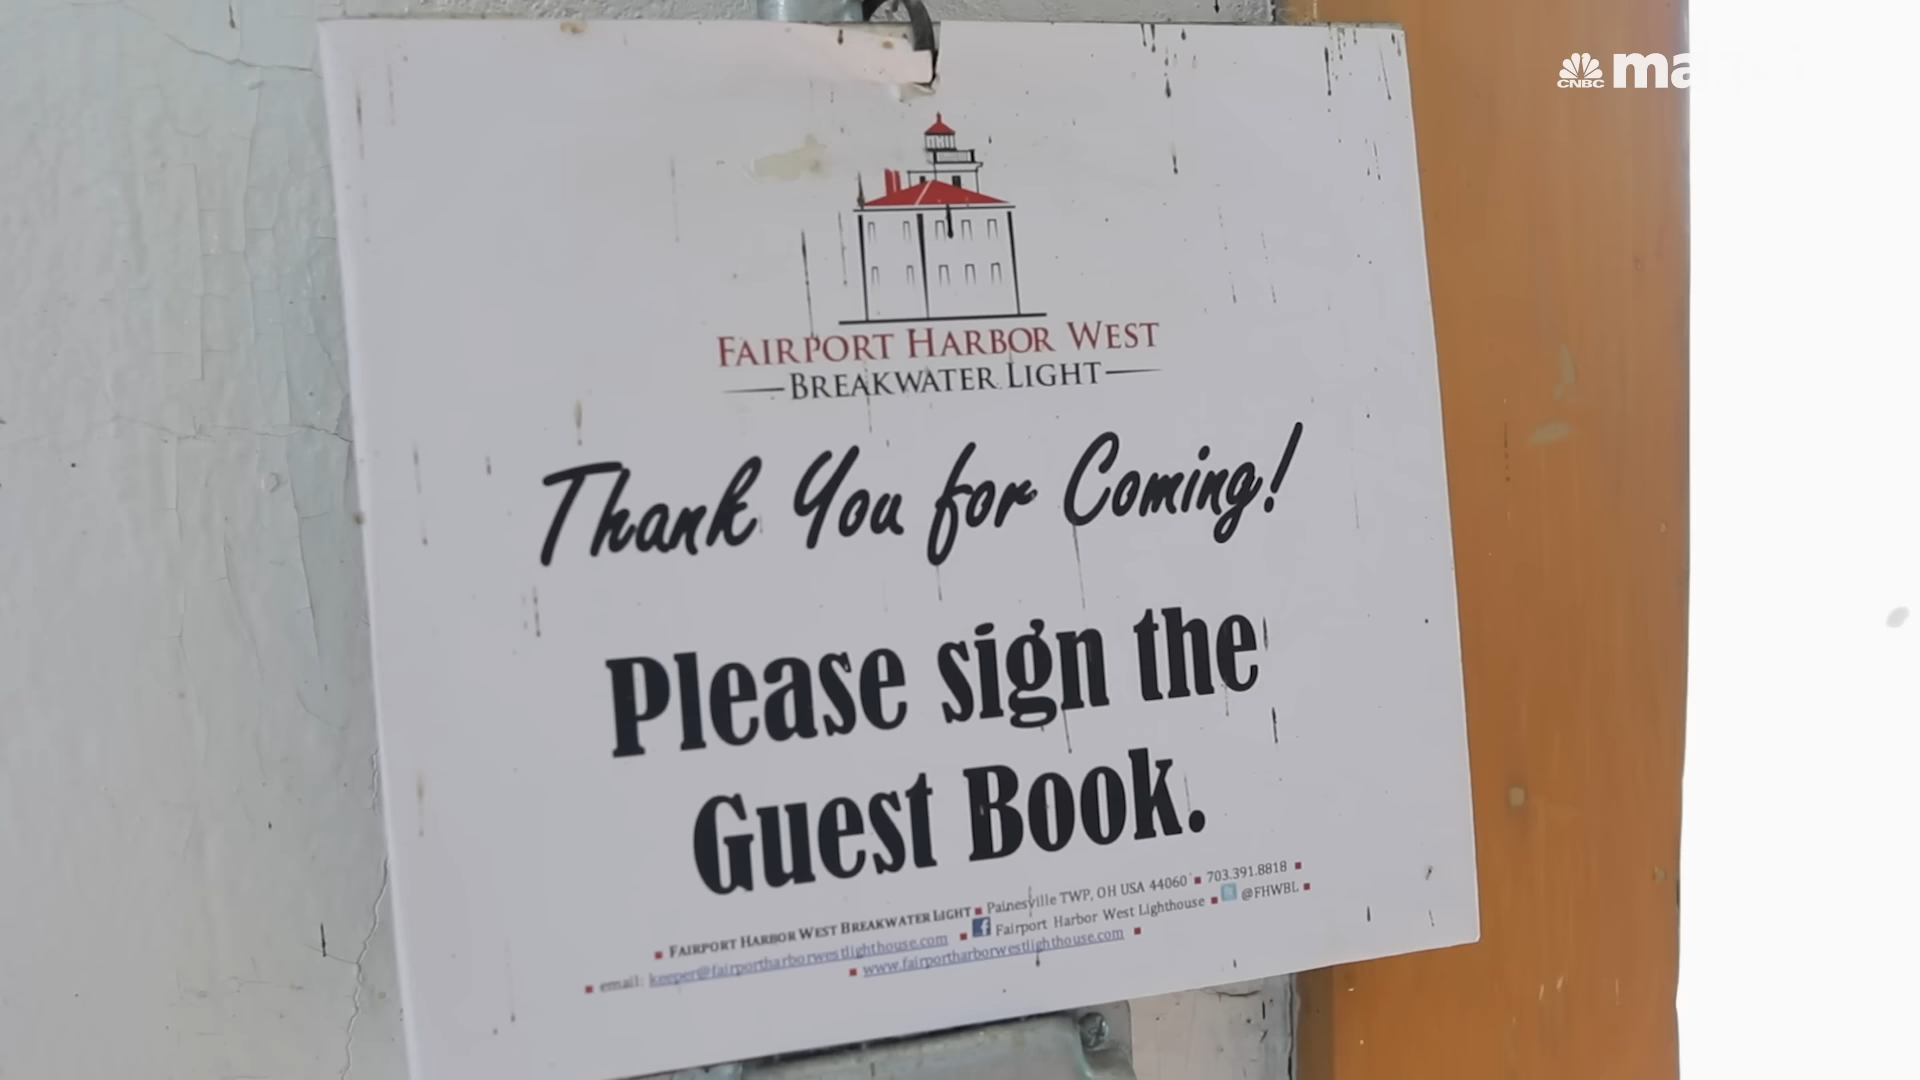 CNBC ma
FAIRPORT HARBOR WEST
BREAKWATER LIGHT
Thank You for Coming!
Please sign the
Guest Book.
FAIRPORT HARBOR WEST BREAKWATER LIGHT ▪ Painesville TWP, OH USA 44060 ▪ 703.391.8818
email: keeper@fairportharborwestlighthouse.com ▪ Fairport Harbor West Lighthouse ▪ @FHWBL
www.fairportharborwestlighthouse.com